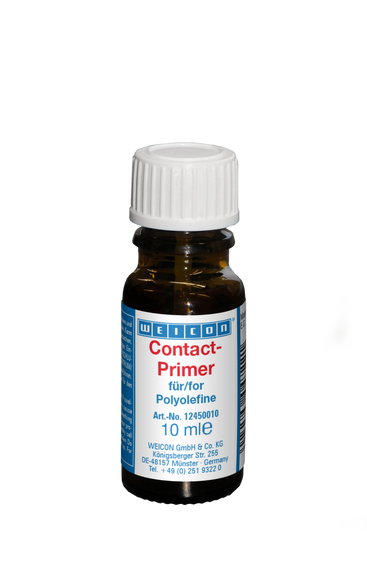 WEICON®
Contact-
Primer
für/for
Polyolefine
Art.-No. 12450010
10 ml℮
WEICON GmbH & Co. KG
Königsberger Str. 255
DE-48157 Münster · Germany
Tel. +49 (0) 251 9322 0